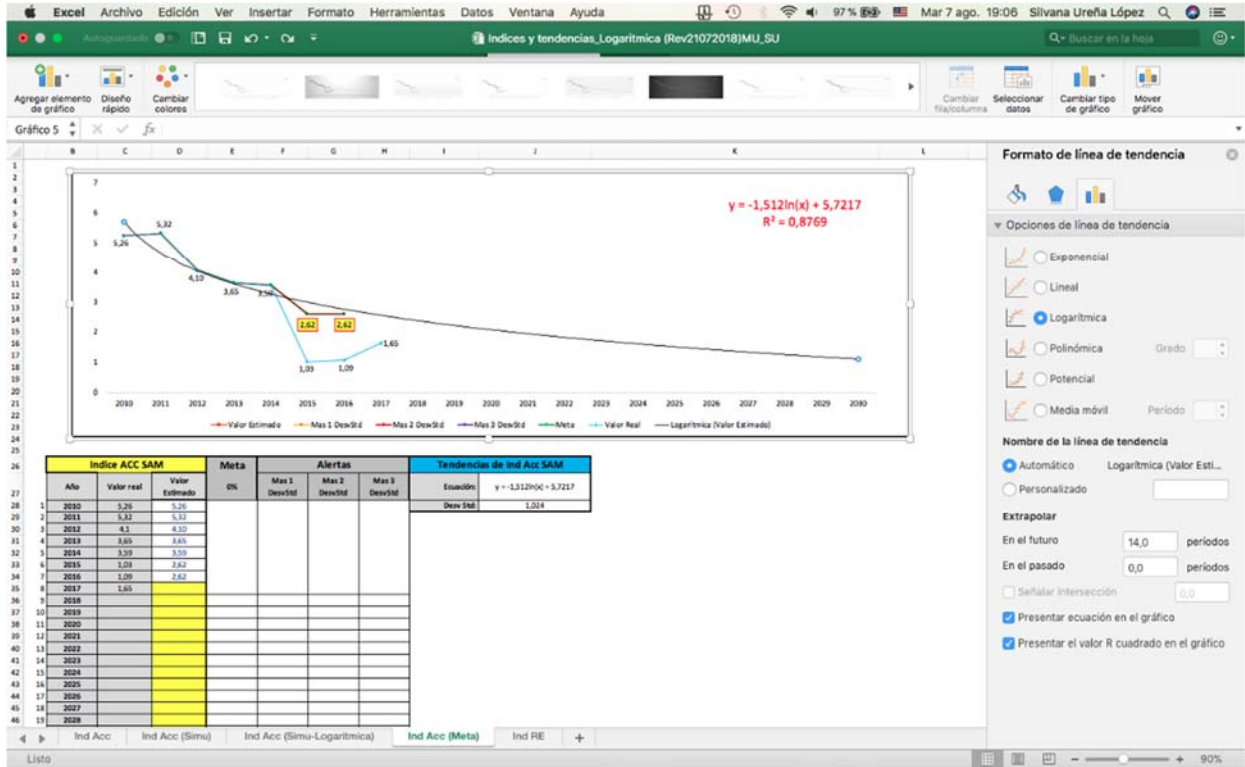 Excel Archivo Edición Ver Insertar Formato Herramientas Datos Ventana Ayuda 97 % Mar 7 ago. 19:06 Silvana Ureña López
Autoguardado Indices y tendencias_Logaritmica (Rev21072018)MU_SU Buscar en la hoja
Agregar elemento de gráfico
Diseño rápido
Cambiar colores
Cambiar fila/columna
Seleccionar datos
Cambiar tipo de gráfico
Mover gráfico
Gráfico 5 fx
B C D E F G H I J K L
7
6
5
4
3
2
1
0
y = -1,512ln(x) + 5,7217
R² = 0,8769
5,26 5,32 4,10 3,65 3,59 2,62 2,62
1,03 1,09 1,65
2010 2011 2012 2013 2014 2015 2016 2017 2018 2019 2020 2021 2022 2023 2024 2025 2026 2027 2028 2029 2030
Valor Estimado Mas 1 DesvStd Mas 2 DesvStd Mas 3 DesvStd Meta Valor Real Logarítmica (Valor Estimado)
Indice ACC SAM Meta Alertas Tendencias de Ind Acc SAM
Año Valor real Valor Estimado 0% Mas 1 DesvStd Mas 2 DesvStd Mas 3 DesvStd Ecuación: y = -1,512ln(x) + 5,7217
1 2010 5,26 5,26 Desv Std: 1,024
2 2011 5,32 5,32
3 2012 4,1 4,10
4 2013 3,65 3,65
5 2014 3,59 3,59
6 2015 1,03 2,62
7 2016 1,09 2,62
8 2017 1,65
9 2018
10 2019
11 2020
12 2021
13 2022
14 2023
15 2024
16 2025
17 2026
18 2027
19 2028
Ind Acc Ind Acc (Simu) Ind Acc (Simu-Logaritmica) Ind Acc (Meta) Ind RE +
Listo 90%
Formato de línea de tendencia
Opciones de línea de tendencia
Exponencial
Lineal
Logarítmica
Polinómica Grado
Potencial
Media móvil Período
Nombre de la línea de tendencia
Automático Logarítmica (Valor Esti...
Personalizado
Extrapolar
En el futuro 14,0 períodos
En el pasado 0,0 períodos
Señalar intersección 0,0
Presentar ecuación en el gráfico
Presentar el valor R cuadrado en el gráfico